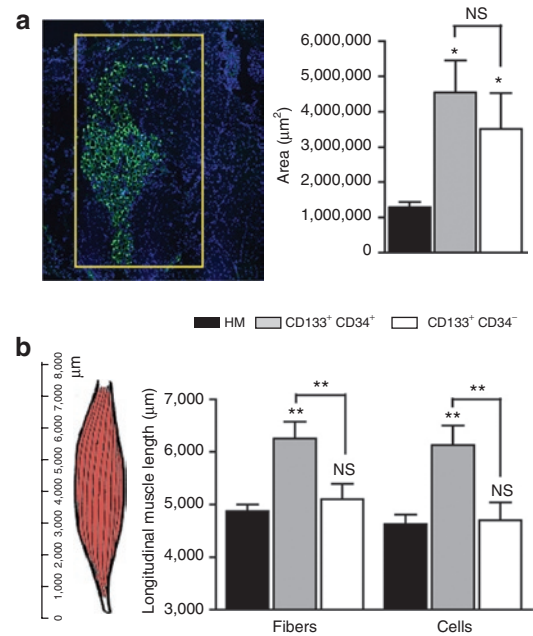 a
NS
*
*
Area (μm²)
6,000,000
5,000,000
4,000,000
3,000,000
2,000,000
1,000,000
0
HM CD133⁺ CD34⁺ CD133⁺ CD34⁻
b
μm
8,000
7,000
6,000
5,000
4,000
3,000
2,000
1,000
0
Longitudinal muscle length (μm)
7,000
6,000
5,000
4,000
3,000
**
**
NS
**
**
NS
Fibers Cells